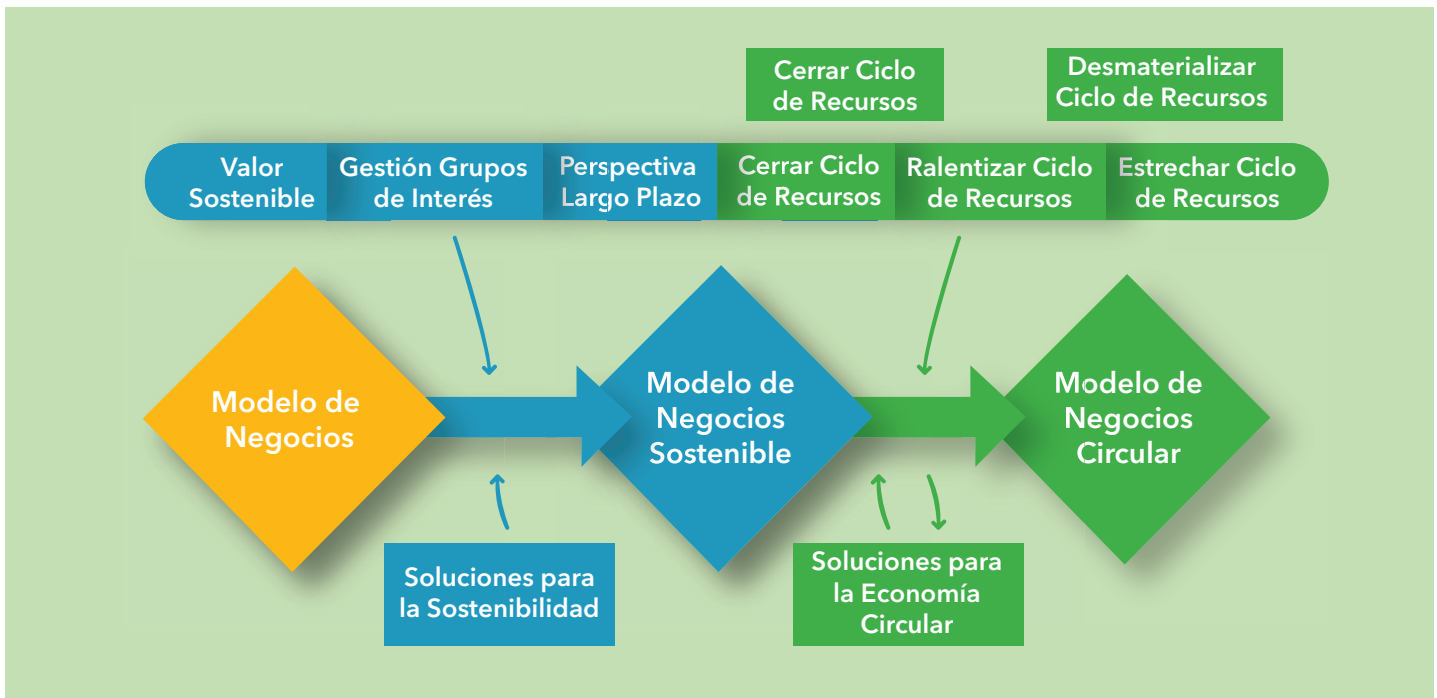 Cerrar Ciclo
de Recursos
Desmaterializar
Ciclo de Recursos
Valor
Sostenible
Gestión Grupos
de Interés
Perspectiva
Largo Plazo
Cerrar Ciclo
de Recursos
Ralentizar Ciclo
de Recursos
Estrechar Ciclo
de Recursos
Modelo de
Negocios
Modelo de
Negocios
Sostenible
Modelo de
Negocios
Circular
Soluciones para
la Sostenibilidad
Soluciones para
la Economía
Circular